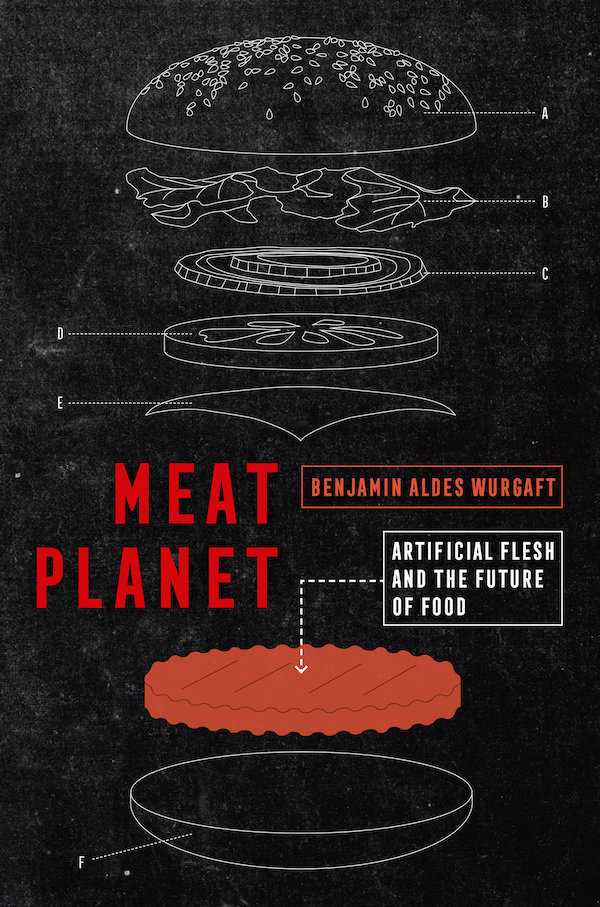 A
B
C
D
E
MEAT
PLANET
BENJAMIN ALDES WURGAFT
ARTIFICIAL FLESH
AND THE FUTURE
OF FOOD
F